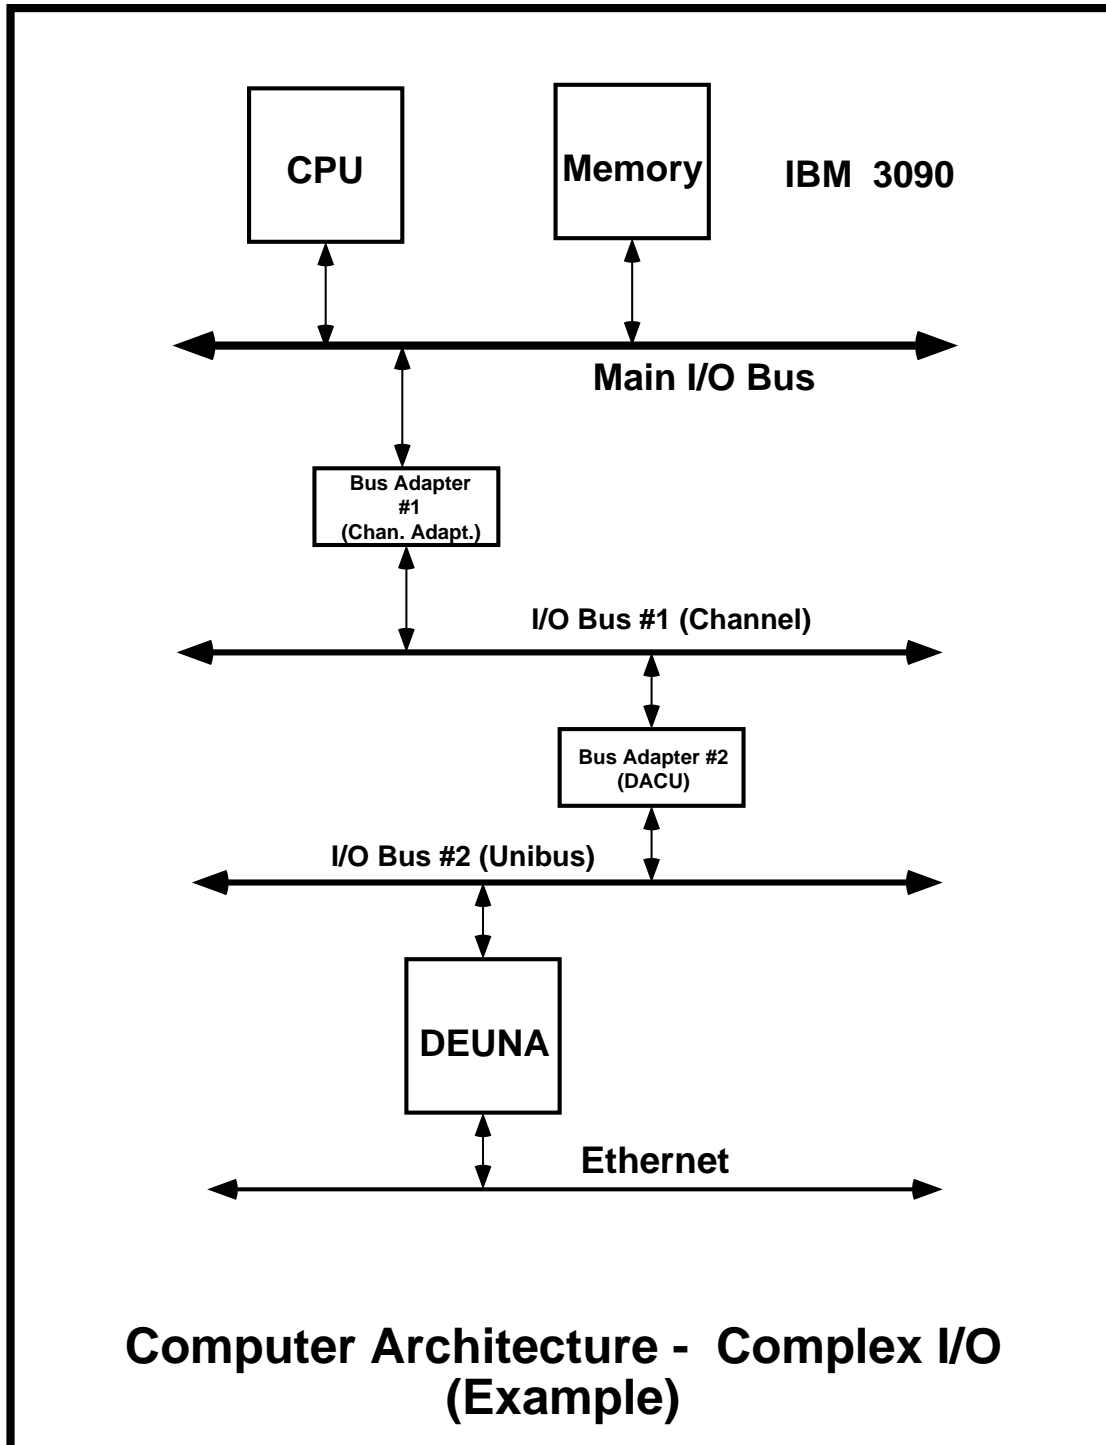 CPU
Memory
IBM 3090
Main I/O Bus
Bus Adapter
#1
(Chan. Adapt.)
I/O Bus #1 (Channel)
Bus Adapter #2
(DACU)
I/O Bus #2 (Unibus)
DEUNA
Ethernet
Computer Architecture - Complex I/O
(Example)